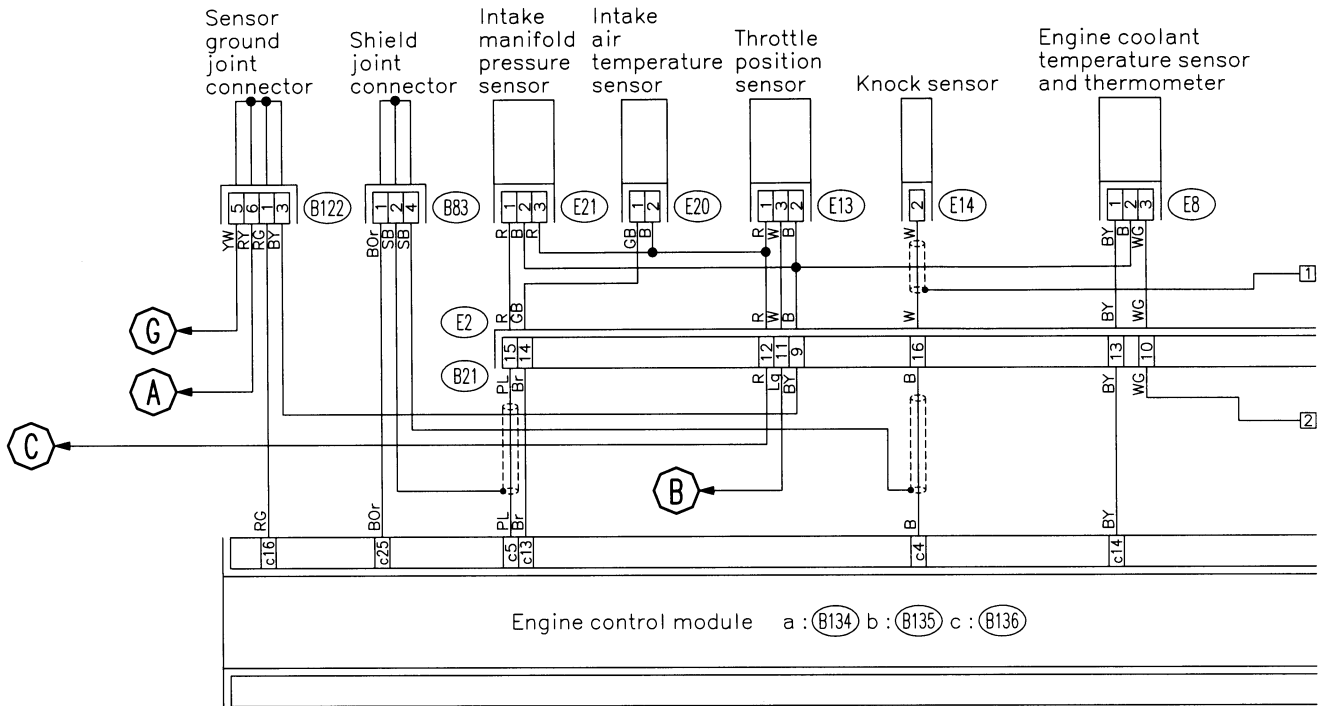 Sensor
ground
joint
connector
Shield
joint
connector
Intake
manifold
pressure
sensor
Intake
air
temperature
sensor
Throttle
position
sensor
Knock sensor
Engine coolant
temperature sensor
and thermometer
5 6 1 3 B122
1 2 4 B83
1 2 3 E21
1 2 E20
1 3 2 E13
2 E14
1 2 3 E8
YW RY RG BY
BOr SB SB
R B R
GB B
R W B
W
BY B WG
1
G
E2
R GB
R W B
W
BY WG
15 14
12 11 9
16
13 10
B21
PL Br
R Lg BY
B
BY WG
A
2
C
B
RG
BOr
PL Br
B
BY
c16
c25
c5 c13
c4
c14
Engine control module a : B134 b : B135 c : B136